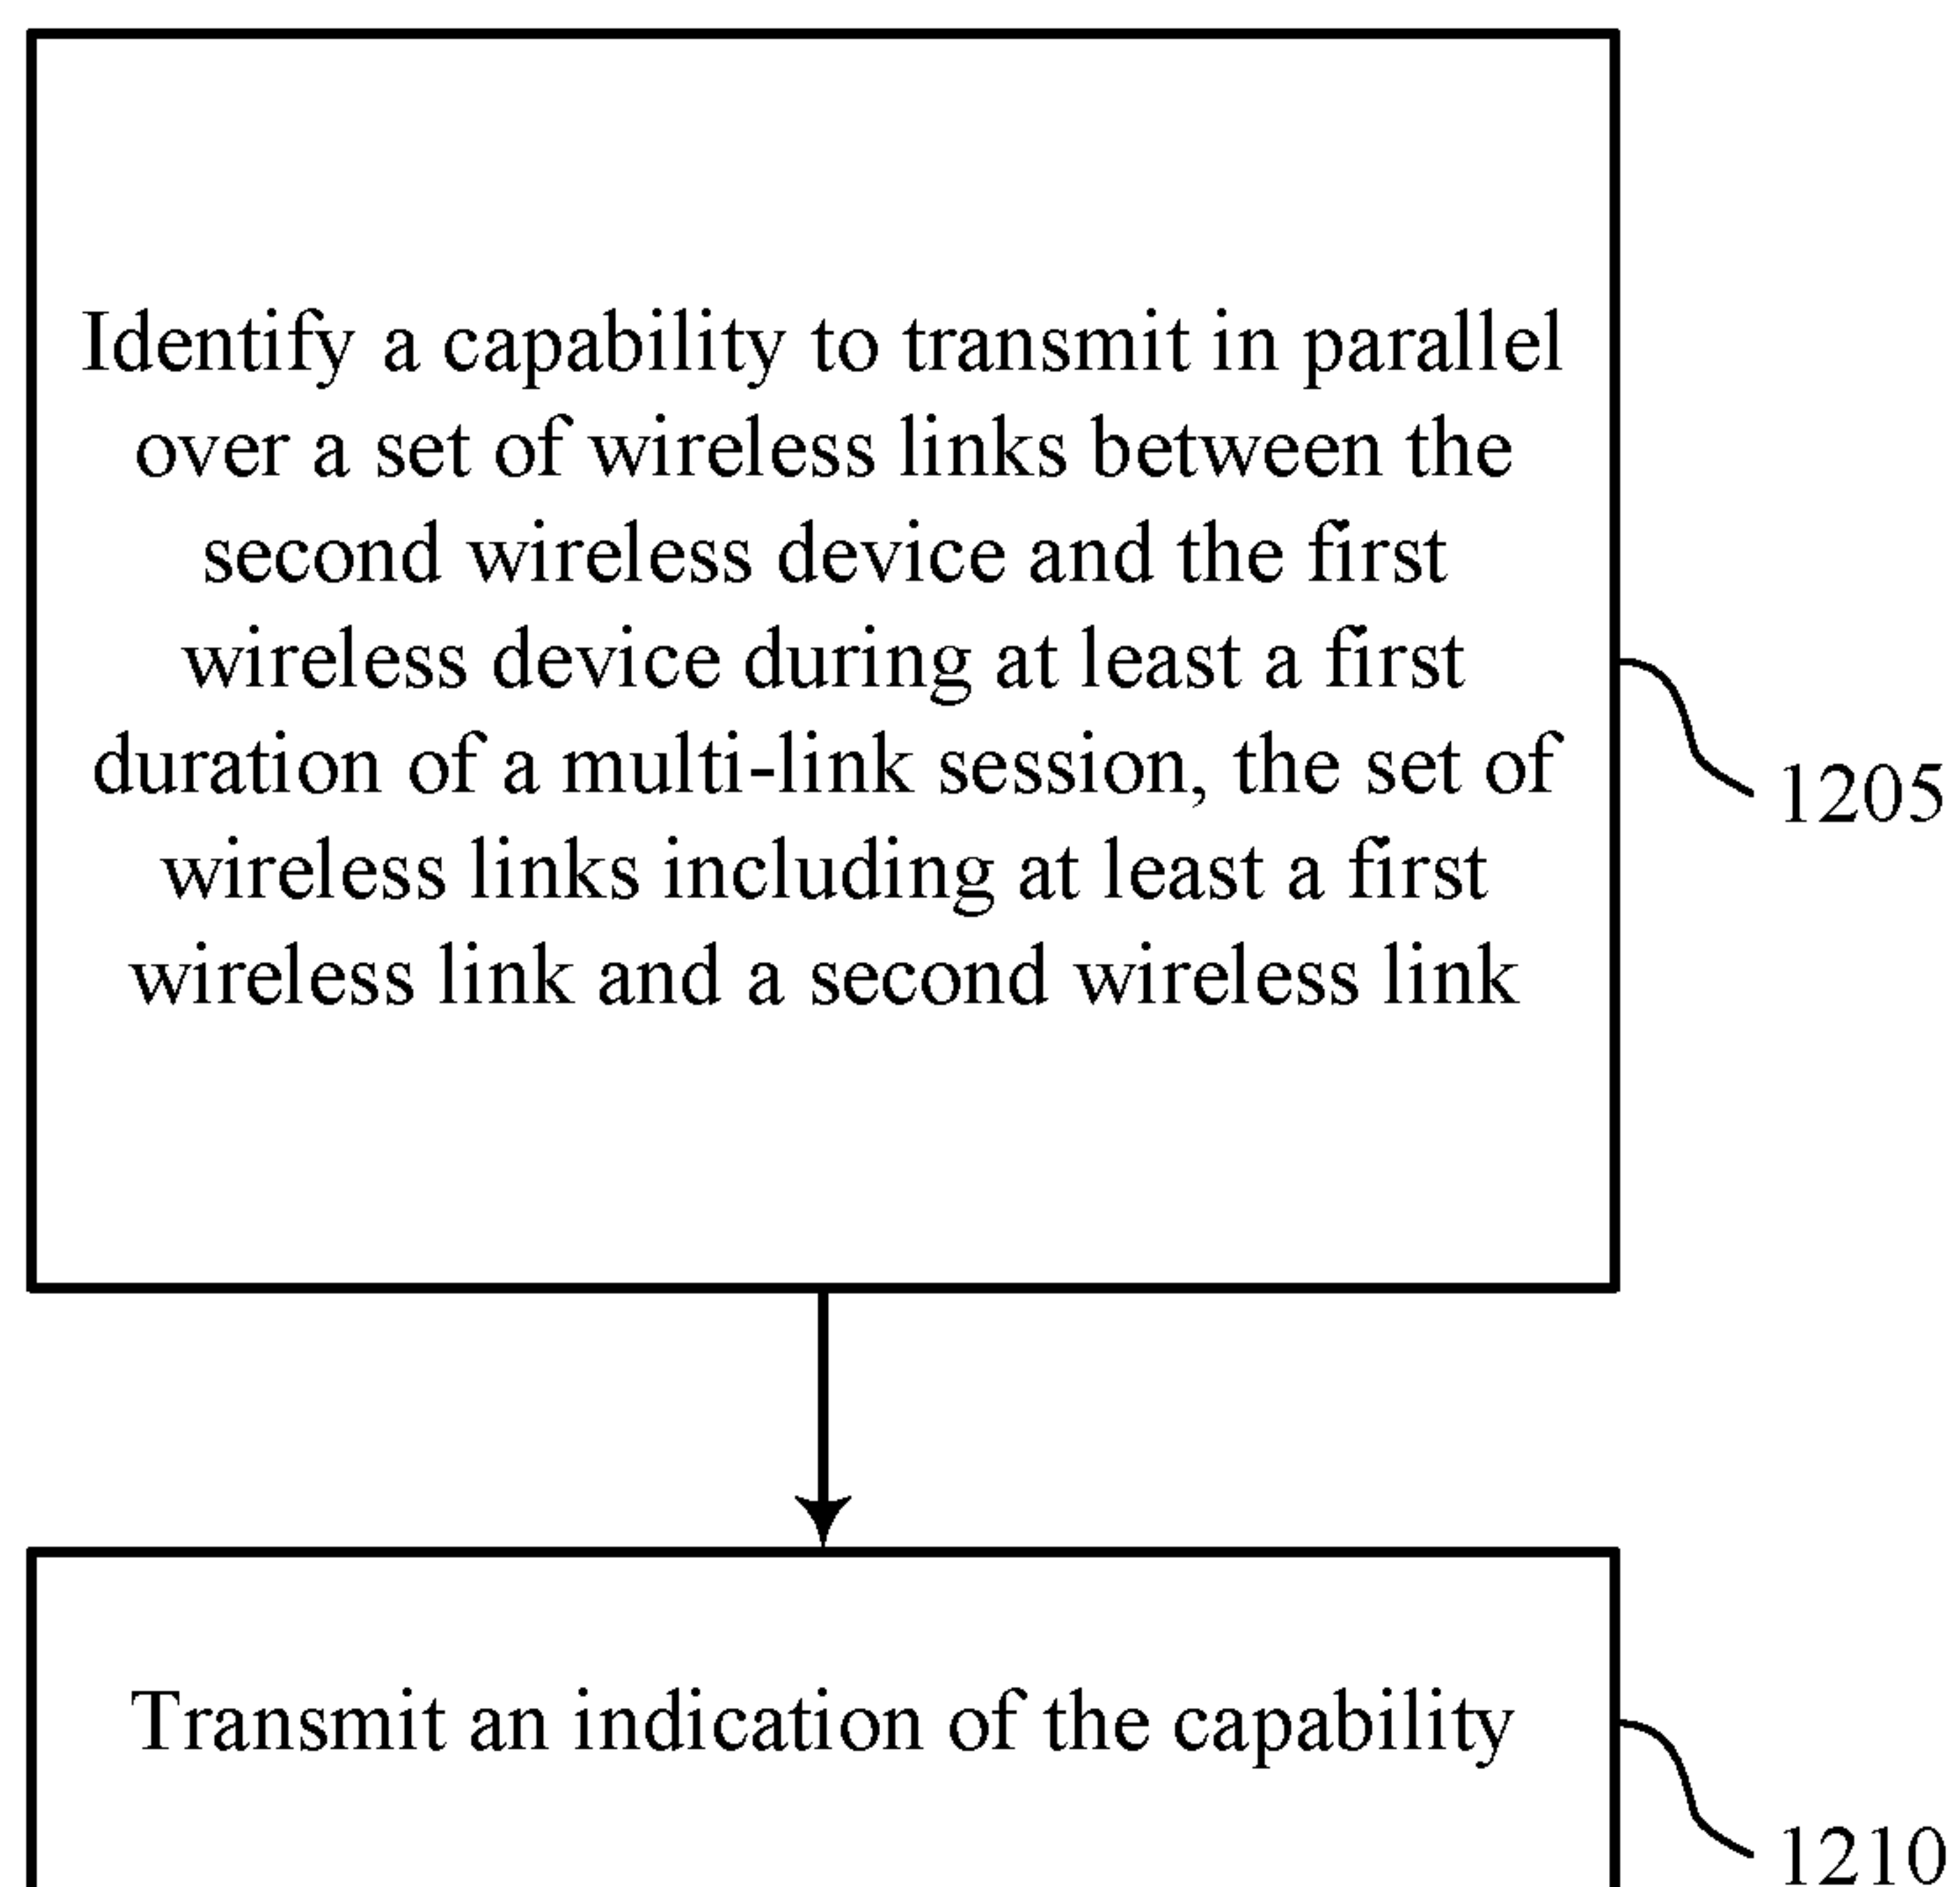 Identify a capability to transmit in parallel
over a set of wireless links between the
second wireless device and the first
wireless device during at least a first
duration of a multi-link session, the set of
wireless links including at least a first
wireless link and a second wireless link
1205
Transmit an indication of the capability
1210